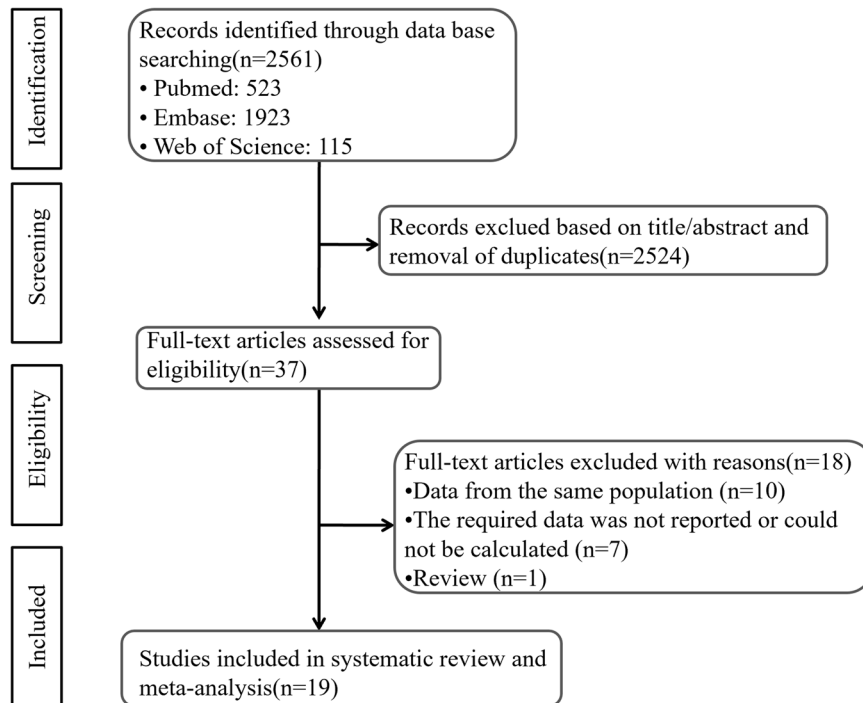 Identification
Records identified through data base
searching(n=2561)
• Pubmed: 523
• Embase: 1923
• Web of Science: 115
Screening
Records exclued based on title/abstract and
removal of duplicates(n=2524)
Full-text articles assessed for
eligibility(n=37)
Eligibility
Full-text articles excluded with reasons(n=18)
•Data from the same population (n=10)
•The required data was not reported or could
not be calculated (n=7)
•Review (n=1)
Included
Studies included in systematic review and
meta-analysis(n=19)